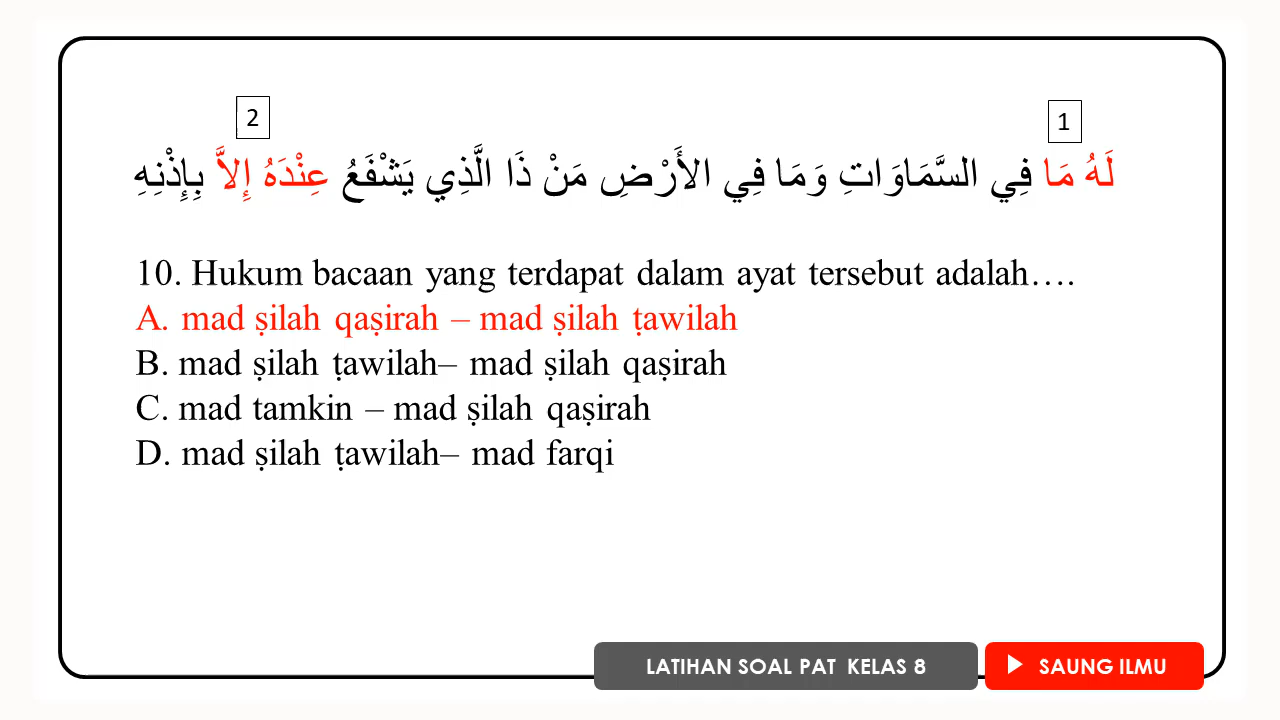 2
1
لَهُ مَا فِي السَّمَاوَاتِ وَمَا فِي الأَرْضِ مَنْ ذَا الَّذِي يَشْفَعُ عِنْدَهُ إِلاَّ بِإِذْنِهِ
10. Hukum bacaan yang terdapat dalam ayat tersebut adalah….
A. mad ṣilah qaṣirah – mad ṣilah ṭawilah
B. mad ṣilah ṭawilah– mad ṣilah qaṣirah
C. mad tamkin – mad ṣilah qaṣirah
D. mad ṣilah ṭawilah– mad farqi
LATIHAN SOAL PAT KELAS 8
SAUNG ILMU